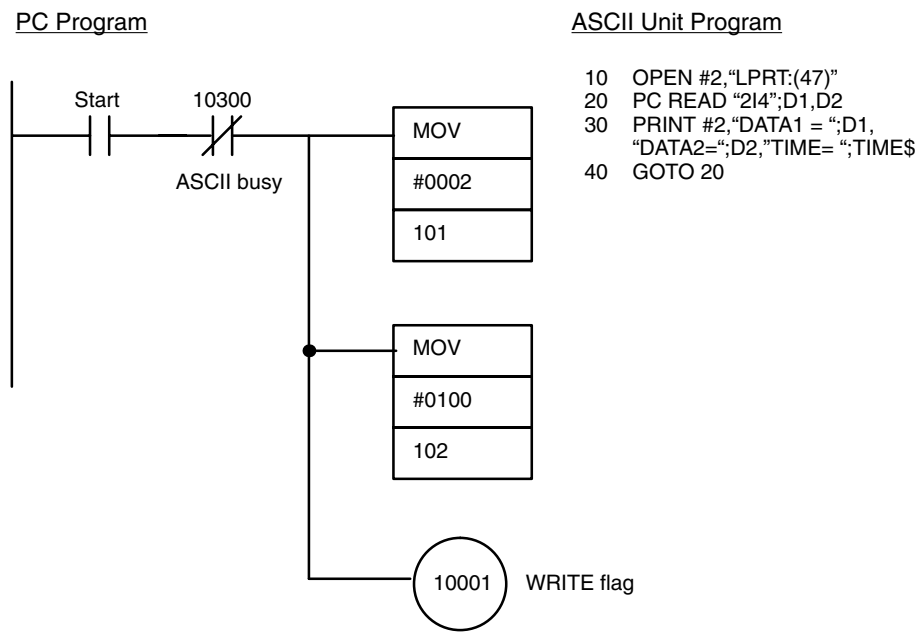 PC Program
Start
10300
ASCII busy
MOV
#0002
101
MOV
#0100
102
10001
WRITE flag
ASCII Unit Program
10 OPEN #2,“LPRT:(47)”
20 PC READ “2I4”;D1,D2
30 PRINT #2,“DATA1 = “;D1,
“DATA2=“;D2,”TIME= “;TIME$
40 GOTO 20